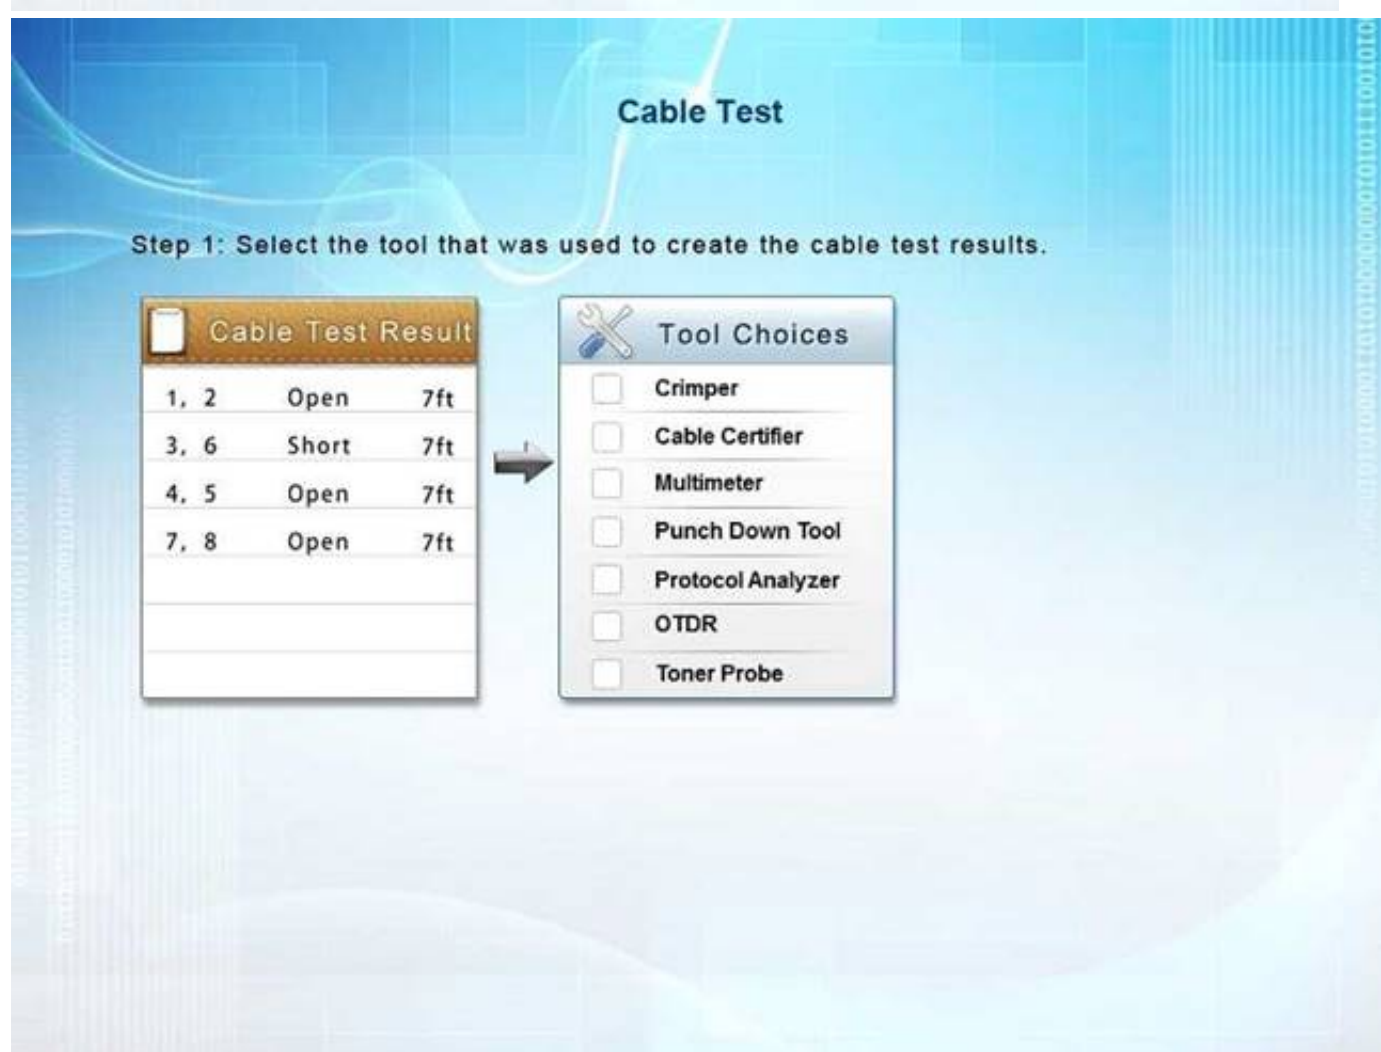 Cable Test
Step 1: Select the tool that was used to create the cable test results.
Cable Test Result
1, 2 Open 7ft
3, 6 Short 7ft
4, 5 Open 7ft
7, 8 Open 7ft
Tool Choices
Crimper
Cable Certifier
Multimeter
Punch Down Tool
Protocol Analyzer
OTDR
Toner Probe